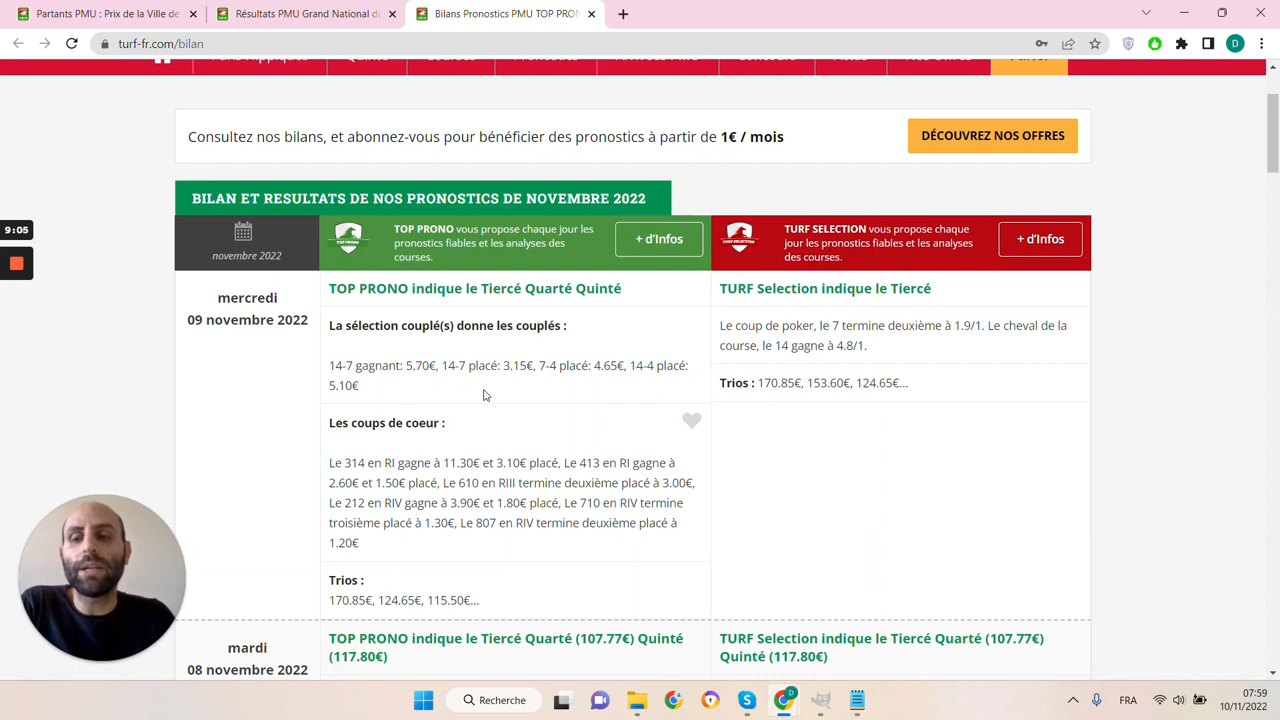 Partants PMU : Prix de la Ville de
Résultats PMU Grand National du
Bilans Pronostics PMU TOP PRON
turf-fr.com/bilan
D
Consultez nos bilans, et abonnez-vous pour bénéficier des pronostics à partir de 1€ / mois
DÉCOUVREZ NOS OFFRES
BILAN ET RESULTATS DE NOS PRONOSTICS DE NOVEMBRE 2022
9:05
novembre 2022
TOP PRONO
TOP PRONO vous propose chaque jour les
pronostics fiables et les analyses des
courses.
+ d'Infos
TURF SELECTION
TURF SELECTION vous propose chaque
jour les pronostics fiables et les analyses
des courses.
+ d'Infos
mercredi
09 novembre 2022
TOP PRONO indique le Tiercé Quarté Quinté
La sélection couplé(s) donne les couplés :
14-7 gagnant: 5.70€, 14-7 placé: 3.15€, 7-4 placé: 4.65€, 14-4 placé:
5.10€
Les coups de coeur :
Le 314 en RI gagne à 11.30€ et 3.10€ placé, Le 413 en RI gagne à
2.60€ et 1.50€ placé, Le 610 en RIII termine deuxième placé à 3.00€,
Le 212 en RIV gagne à 3.90€ et 1.80€ placé, Le 710 en RIV termine
troisième placé à 1.30€, Le 807 en RIV termine deuxième placé à
1.20€
Trios :
170.85€, 124.65€, 115.50€...
TURF Selection indique le Tiercé
Le coup de poker, le 7 termine deuxième à 1.9/1. Le cheval de la
course, le 14 gagne à 4.8/1.
Trios : 170.85€, 153.60€, 124.65€...
mardi
08 novembre 2022
TOP PRONO indique le Tiercé Quarté (107.77€) Quinté
(117.80€)
TURF Selection indique le Tiercé Quarté (107.77€)
Quinté (117.80€)
Recherche
FRA
07:59
10/11/2022